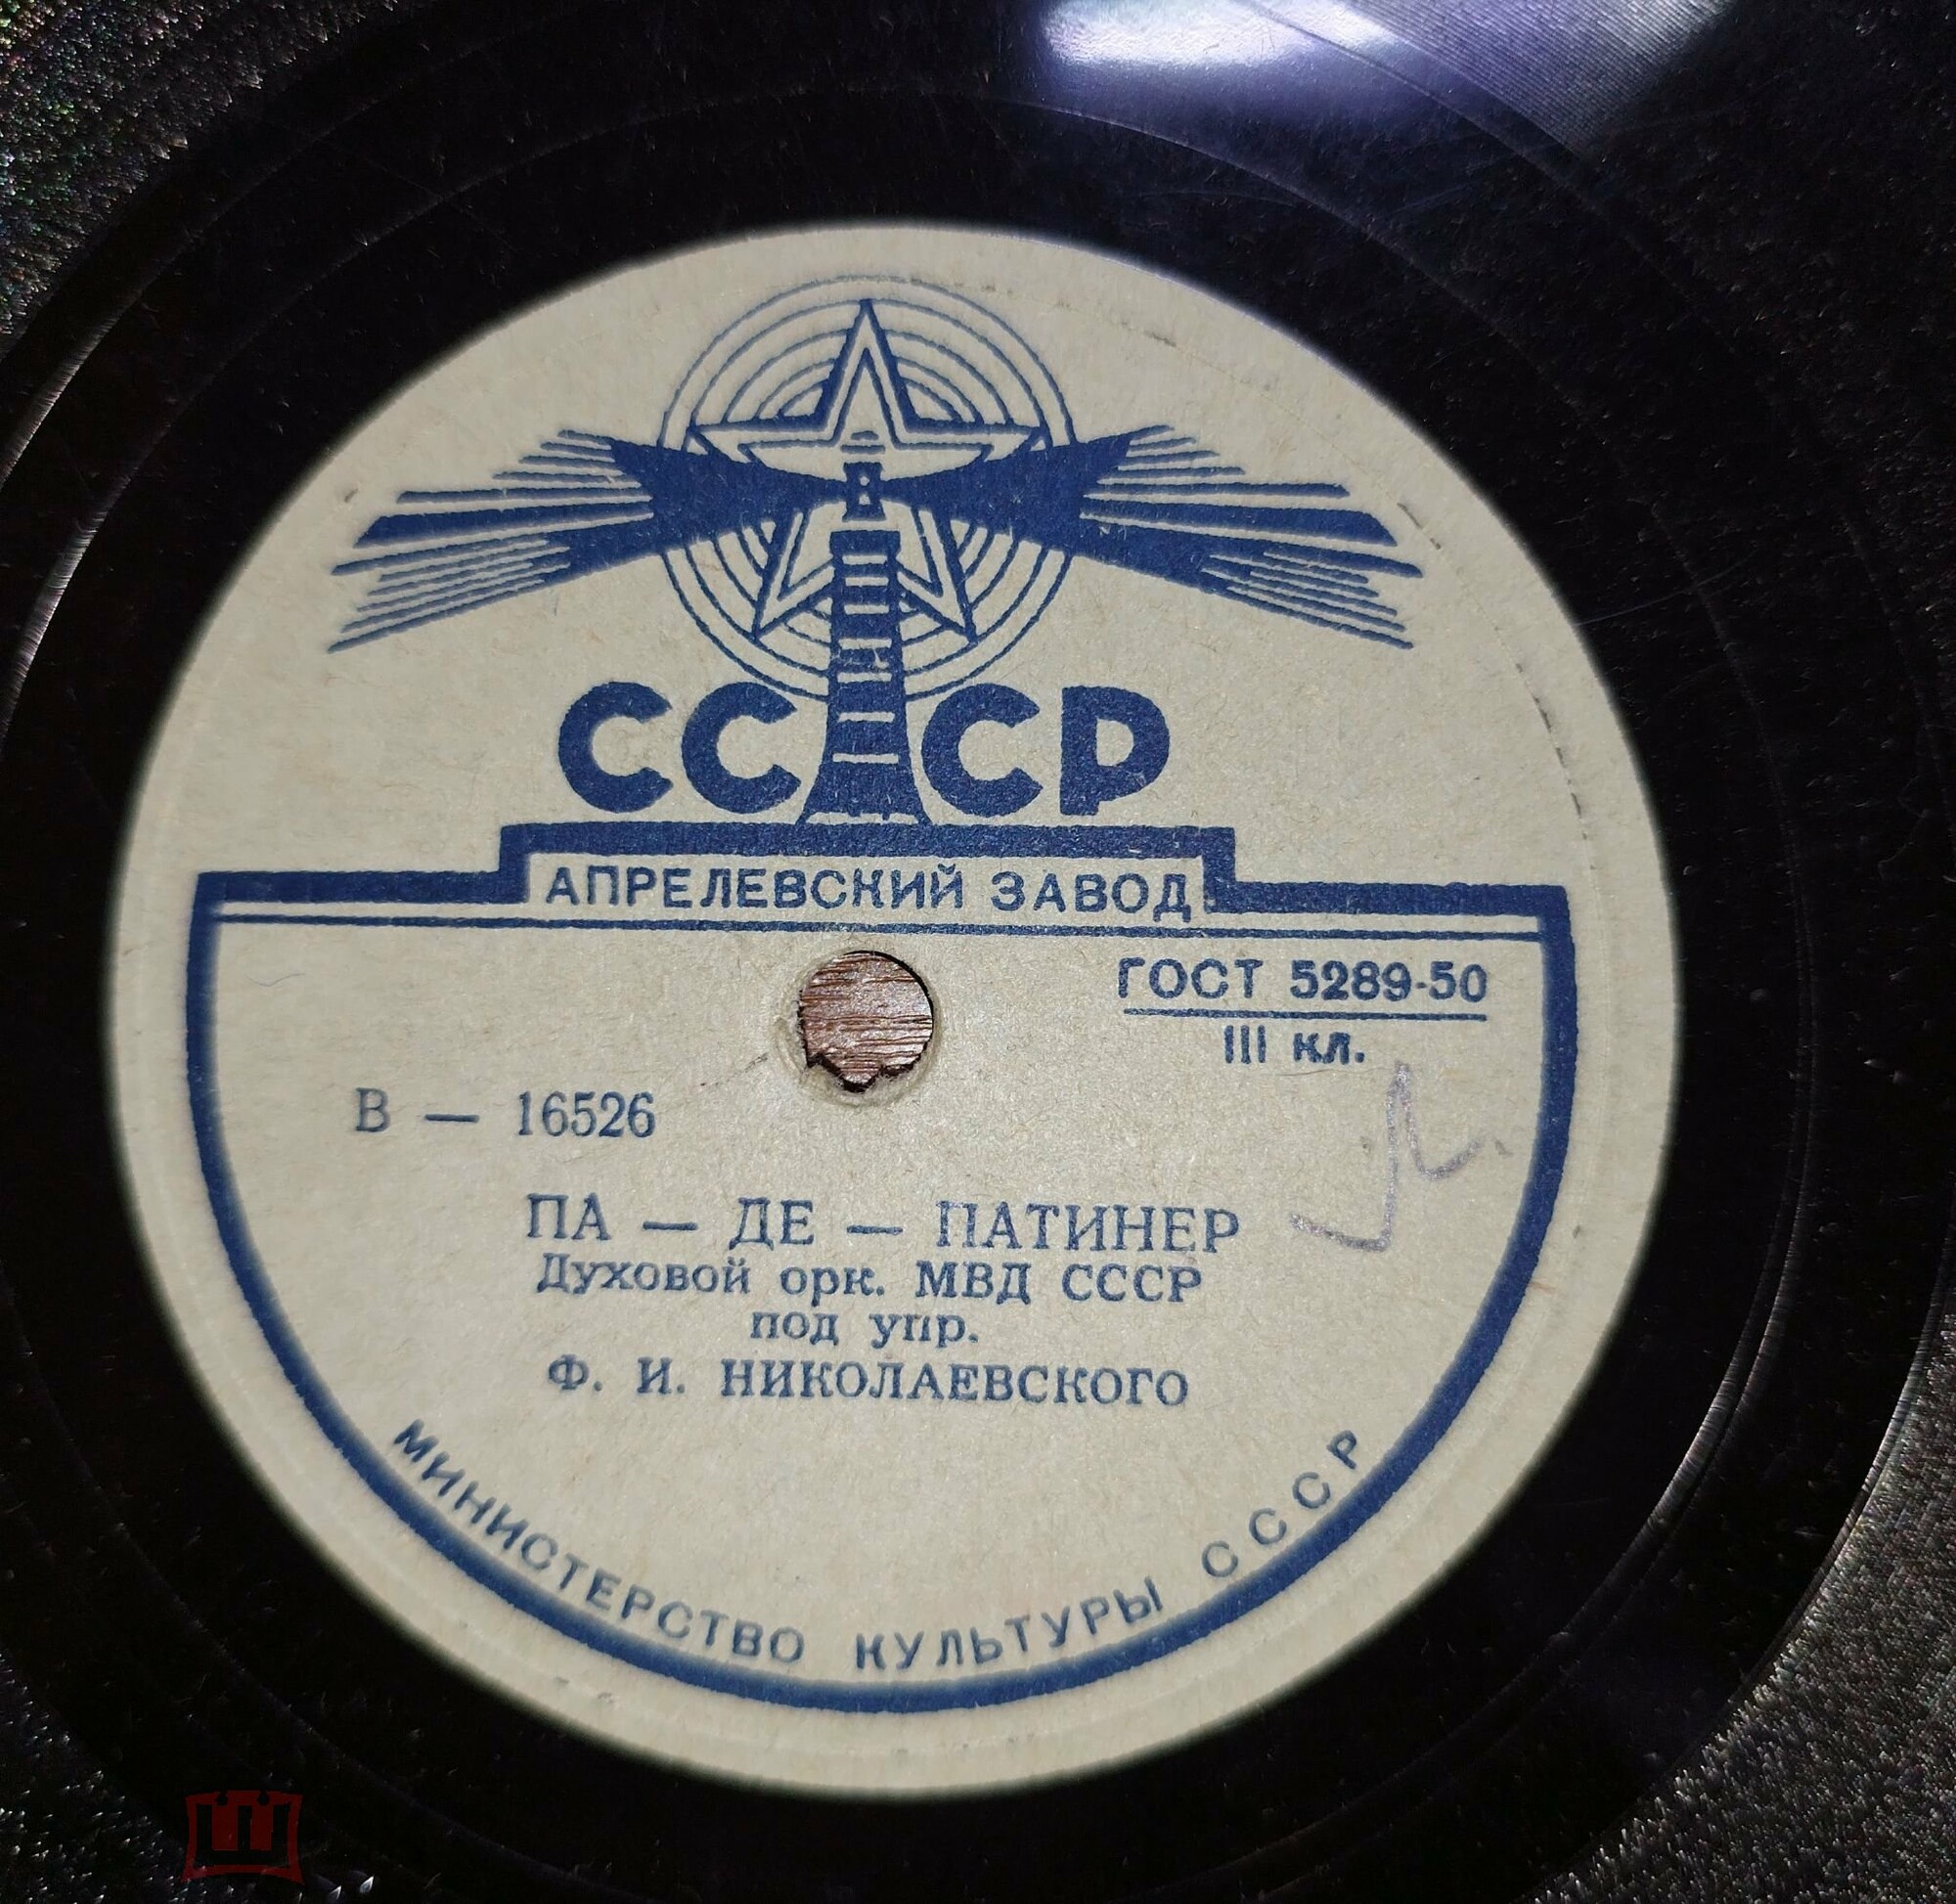 СССР
АПРЕЛЕВСКИЙ ЗАВОД
ГОСТ 5289-50
III кл.
В — 16526
ПА — ДЕ — ПАТИНЕР
Духовой орк. МВД СССР
под упр.
Ф. И. НИКОЛАЕВСКОГО
МИНИСТЕРСТВО КУЛЬТУРЫ СССР